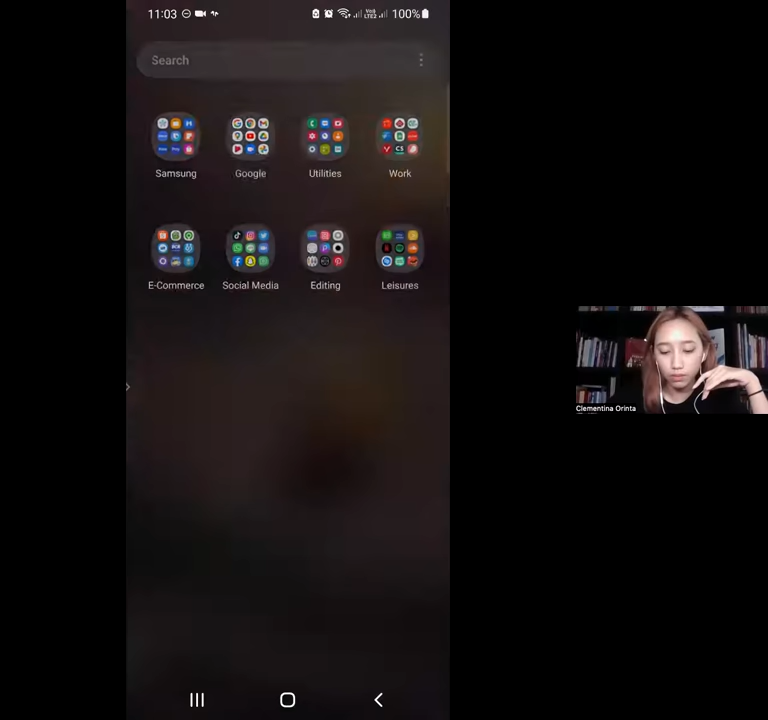 11:03 100%
Search
Samsung Google Utilities Work
E-Commerce Social Media Editing Leisures
Clementina Orinta